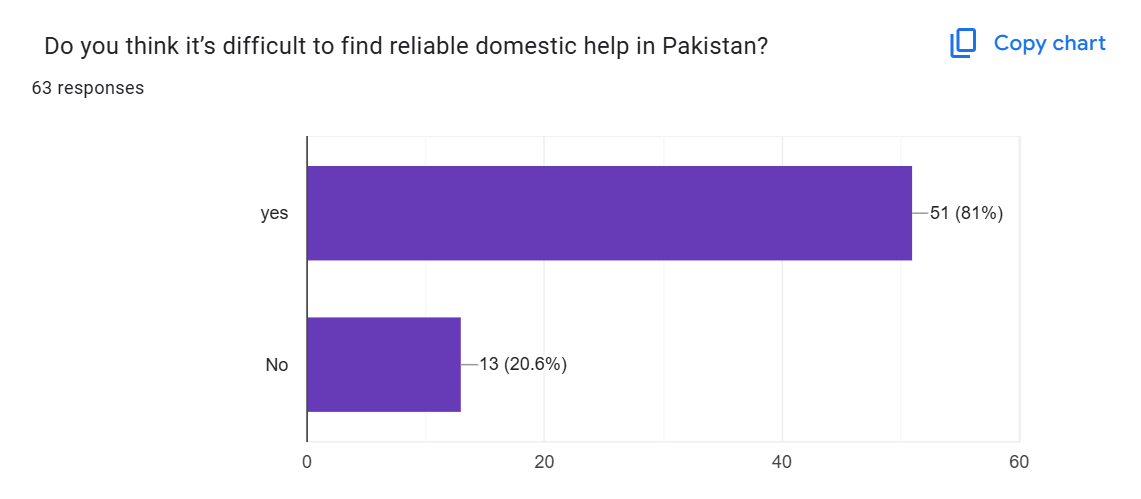 Do you think it’s difficult to find reliable domestic help in Pakistan?
Copy chart
63 responses
yes
51 (81%)
No
13 (20.6%)
0 20 40 60